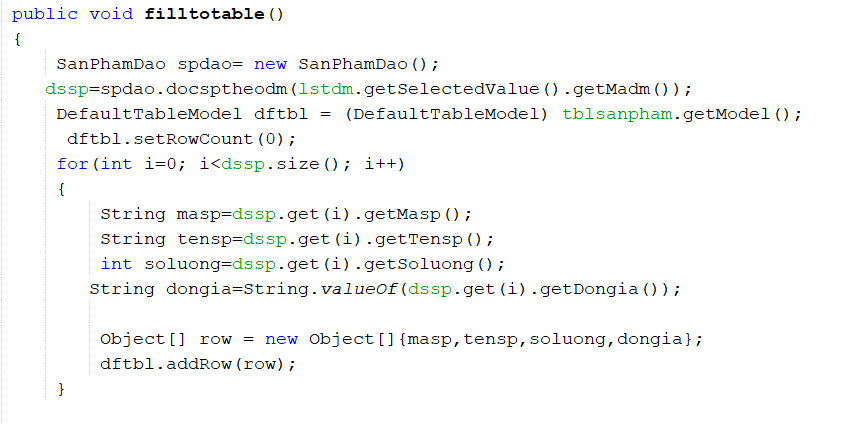 public void filltotable()
{
SanPhamDao spdao= new SanPhamDao();
dssp=spdao.docsptheodm(lstdm.getSelectedValue().getMadm());
DefaultTableModel dftbl = (DefaultTableModel) tblsanpham.getModel();
dftbl.setRowCount(0);
for(int i=0; i<dssp.size(); i++)
{
String masp=dssp.get(i).getMasp();
String tensp=dssp.get(i).getTensp();
int soluong=dssp.get(i).getSoluong();
String dongia=String.valueOf(dssp.get(i).getDongia());
Object[] row = new Object[]{masp,tensp,soluong,dongia};
dftbl.addRow(row);
}